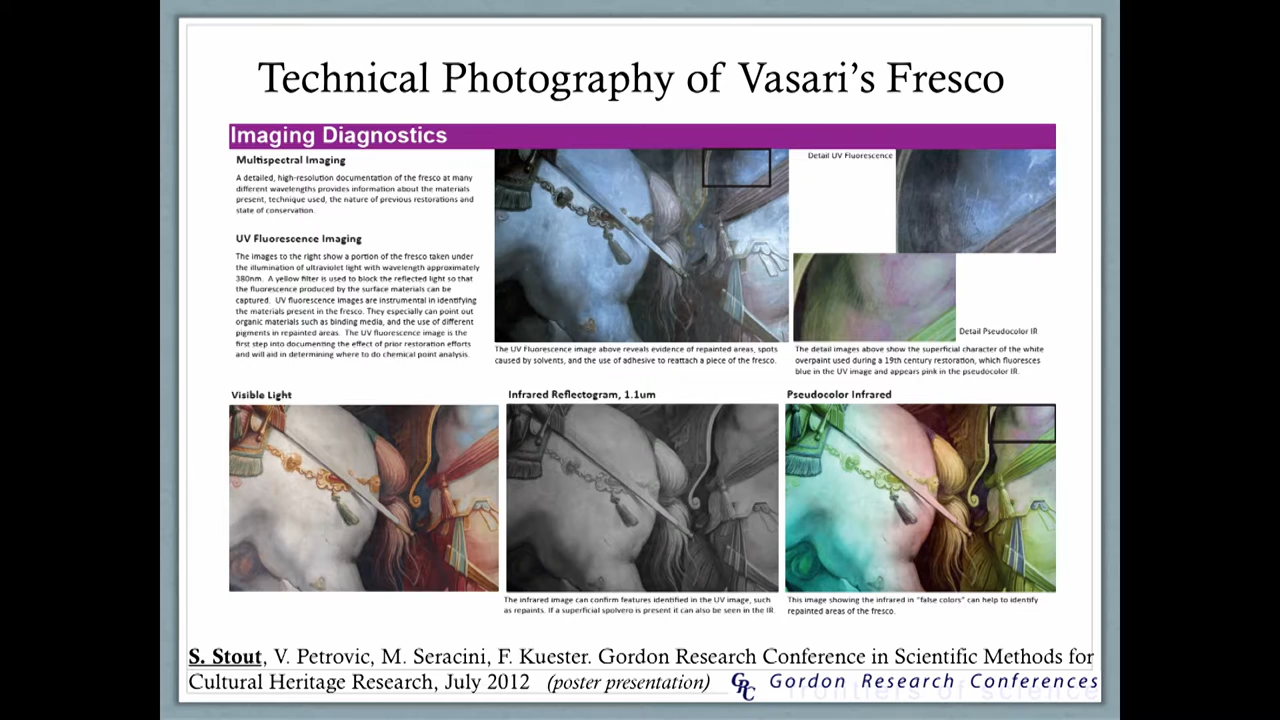 Technical Photography of Vasari's Fresco
Imaging Diagnostics
Multispectral Imaging
A detailed, high-resolution documentation of the fresco at many
different wavelengths provides information about the materials
present, technique used, the nature of previous restorations and
state of conservation.
UV Fluorescence Imaging
The images to the right show a portion of the fresco taken under
the illumination of ultraviolet light with wavelength approximately
380nm. A yellow filter is used to block the reflected light so that
the fluorescence produced by the surface materials can be
captured. UV fluorescence images are instrumental in identifying
the materials present in the fresco. They especially can point out
organic materials such as binding media, and the use of different
pigments in repainted areas. The UV fluorescence image is the
first step into documenting the effect of prior restoration efforts
and will aid in determining where to do chemical point analysis.
The UV Fluorescence image above reveals evidence of repainted areas, spots
caused by solvents, and the use of adhesive to reattach a piece of the fresco.
Detail UV Fluorescence
Detail Pseudocolor IR
The detail images above show the superficial character of the white
overpaint used during a 19th century restoration, which fluoresces
blue in the UV image and appears pink in the pseudocolor IR.
Visible Light
Infrared Reflectogram, 1.1um
Pseudocolor Infrared
The infrared image can confirm features identified in the UV image, such
as repaints. If a superficial spolvero is present it can also be seen in the IR.
This image showing the infrared in "false colors" can help to identify
repainted areas of the fresco.
S. Stout, V. Petrovic, M. Seracini, F. Kuester. Gordon Research Conference in Scientific Methods for
Cultural Heritage Research, July 2012 (poster presentation)
GRC Gordon Research Conferences
frontiers of science